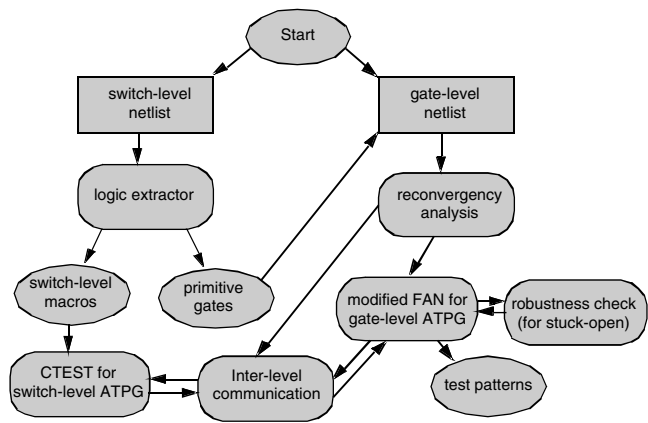 Start
switch-level
netlist
gate-level
netlist
logic extractor
reconvergency
analysis
switch-level
macros
primitive
gates
modified FAN for
gate-level ATPG
robustness check
(for stuck-open)
CTEST for
switch-level ATPG
Inter-level
communication
test patterns